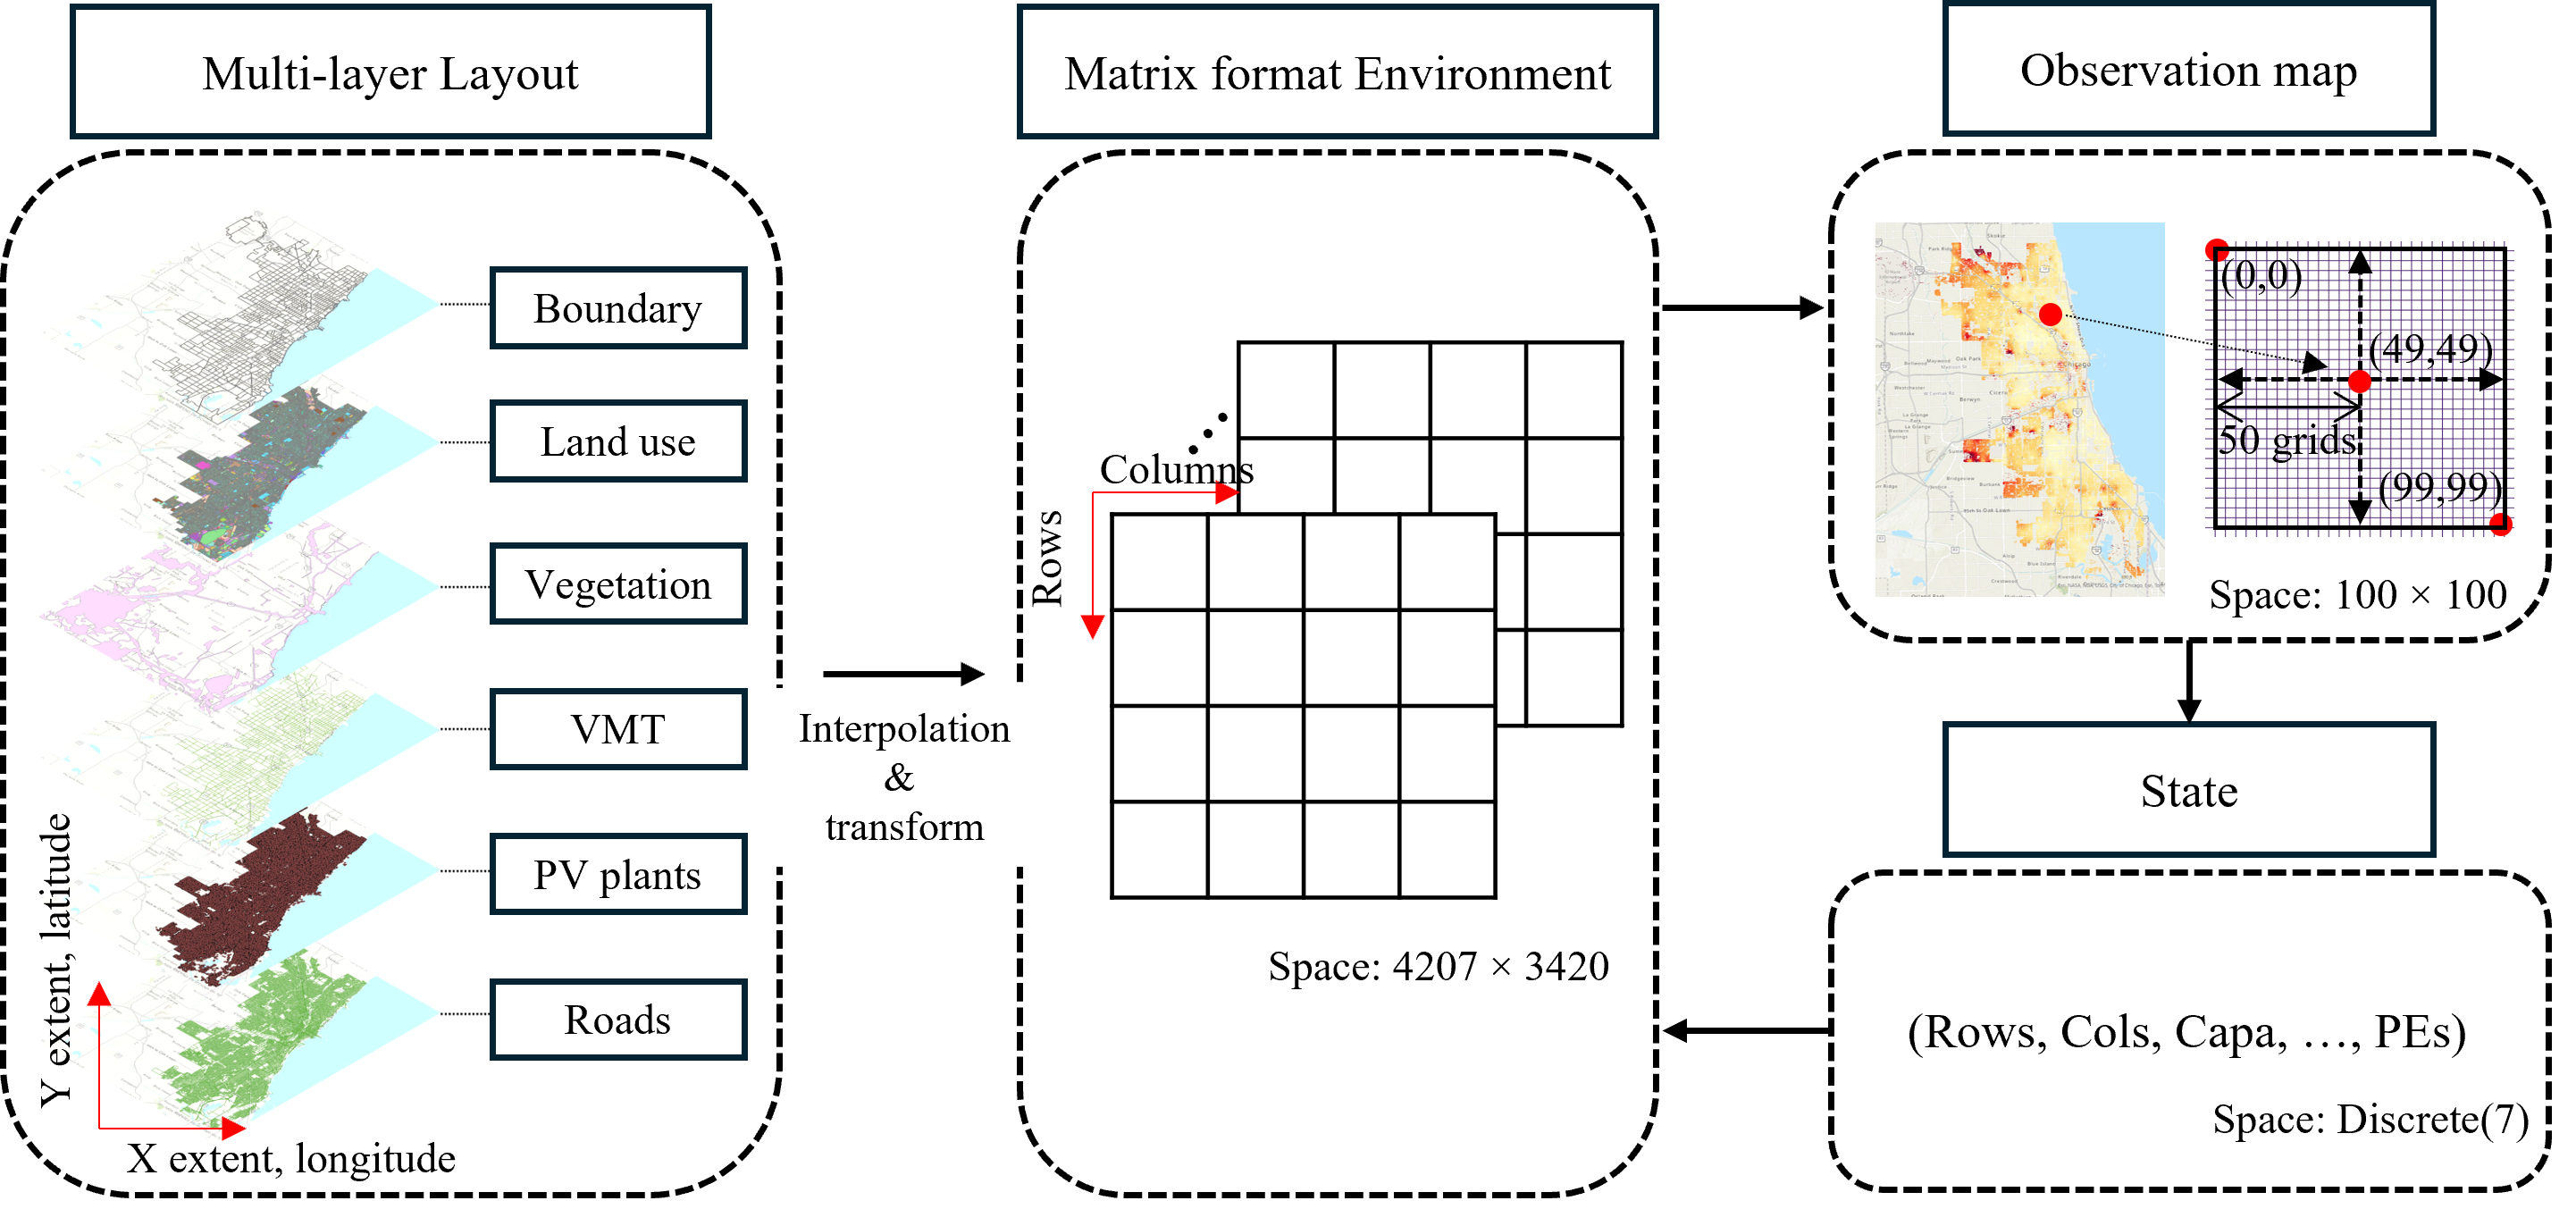 Multi-layer Layout
Boundary
Land use
Vegetation
VMT
PV plants
Roads
Y extent, latitude
X extent, longitude
Interpolation
&
transform
Matrix format Environment
Columns
Rows
Space: 4207 × 3420
Observation map
Chicago
(0,0)
(49,49)
50 grids
(99,99)
Space: 100 × 100
State
(Rows, Cols, Capa, …, PEs)
Space: Discrete(7)